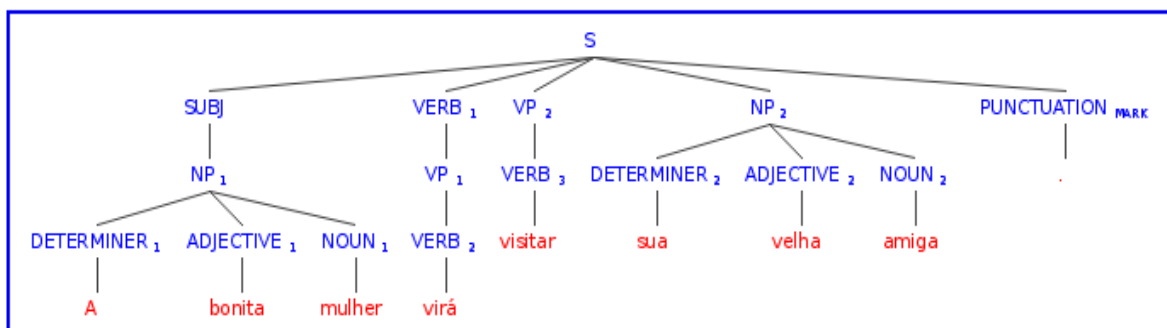 S
SUBJ VERB 1 VP 2 NP 2 PUNCTUATION MARK
NP 1 VP 1 VERB 3 DETERMINER 2 ADJECTIVE 2 NOUN 2 .
DETERMINER 1 ADJECTIVE 1 NOUN 1 VERB 2 visitar sua velha amiga
A bonita mulher virá